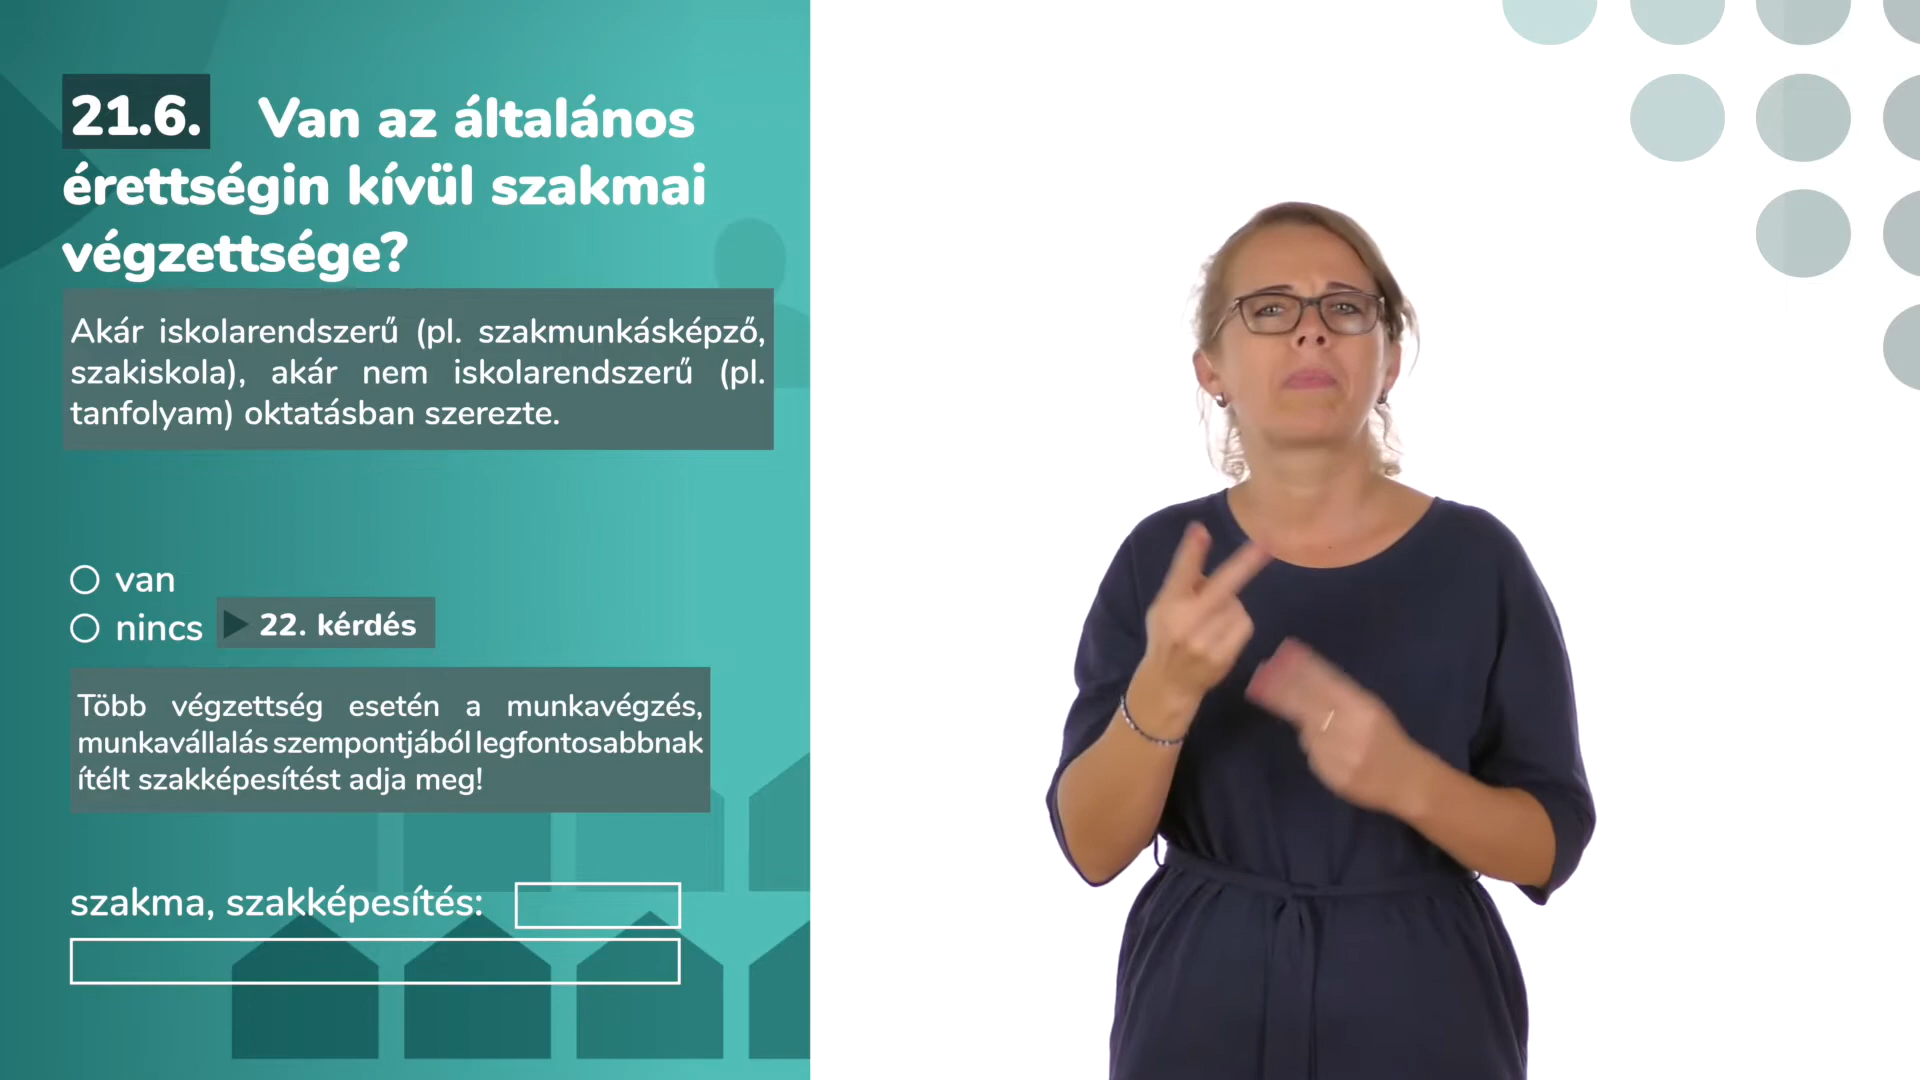 21.6. Van az általános
érettségin kívül szakmai
végzettsége?
Akár iskolarendszerű (pl. szakmunkásképző,
szakiskola), akár nem iskolarendszerű (pl.
tanfolyam) oktatásban szerezte.
van
nincs 22. kérdés
Több végzettség esetén a munkavégzés,
munkavállalás szempontjából legfontosabbnak
ítélt szakképesítést adja meg!
szakma, szakképesítés: